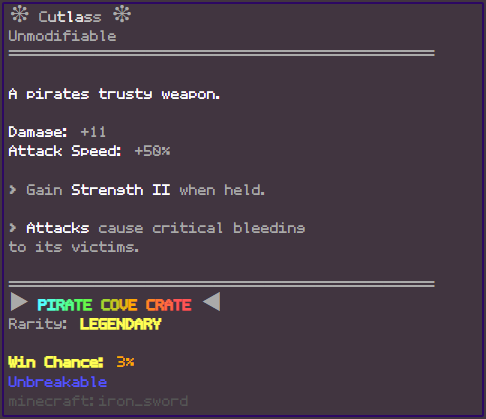 Cutlass
Unmodifiable
A pirates trusty weapon.
Damage: +11
Attack Speed: +50%
> Gain Strength II when held.
> Attacks cause critical bleeding
to its victims.
PIRATE COVE CRATE
Rarity: LEGENDARY
Win Chance: 3%
Unbreakable
minecraft:iron_sword